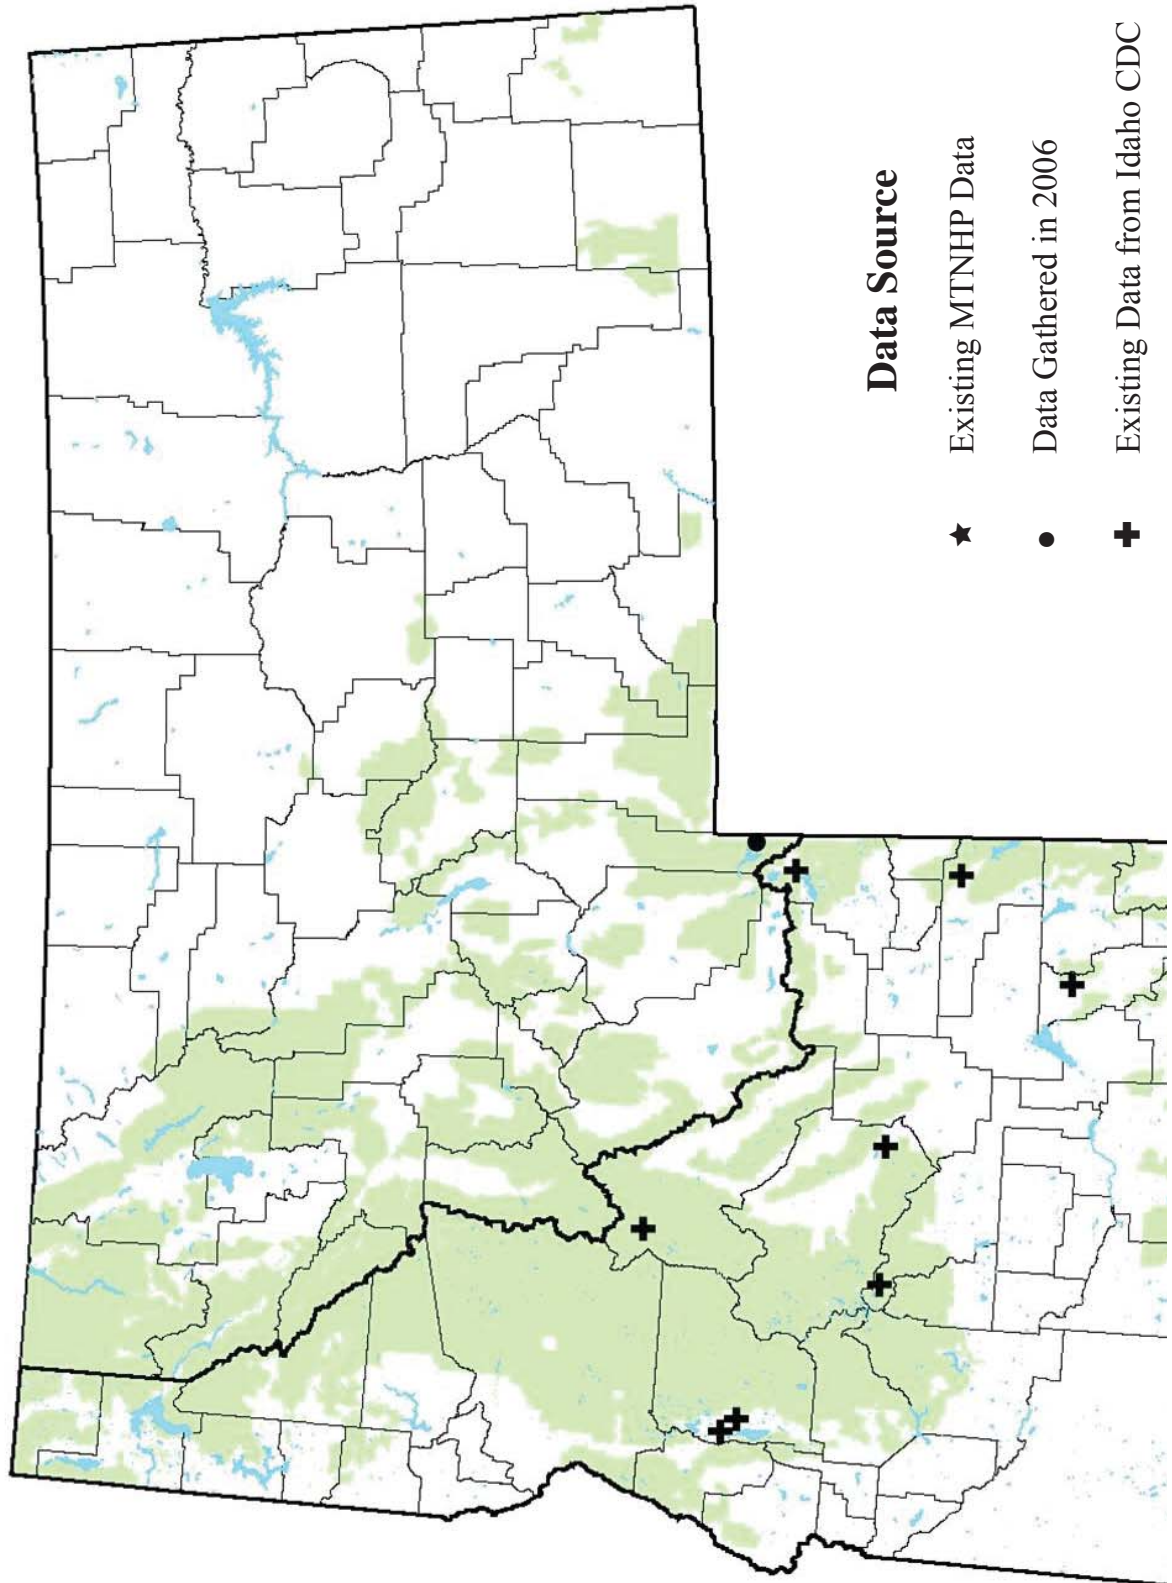 Data Source
Existing MTNHP Data
Data Gathered in 2006
Existing Data from Idaho CDC